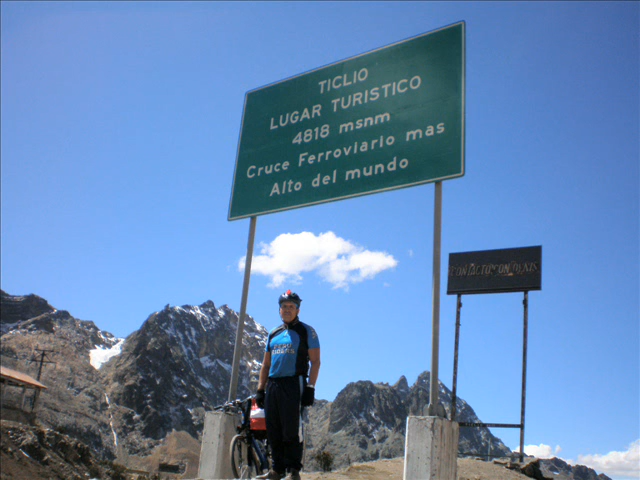 TICLIO
LUGAR TURISTICO
4818 msnm
Cruce Ferroviario mas
Alto del mundo